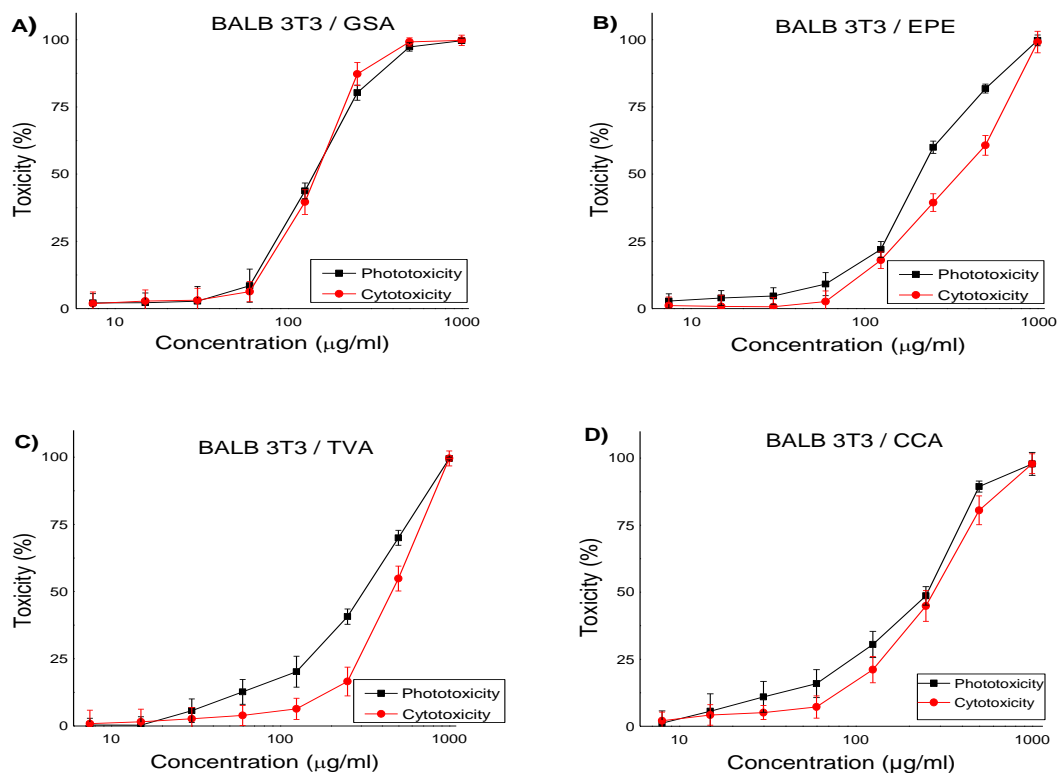 A)
BALB 3T3 / GSA
100
75
50
25
0
Toxicity (%)
Phototoxicity
Cytotoxicity
10
100
1000
Concentration (μg/ml)
B)
BALB 3T3 / EPE
100
75
50
25
0
Toxicity (%)
Phototoxicity
Cytotoxicity
10
100
1000
Concentration (μg/ml)
C)
BALB 3T3 / TVA
100
75
50
25
0
Toxicity (%)
Phototoxicity
Cytotoxicity
10
100
1000
Concentration (μg/ml)
D)
BALB 3T3 / CCA
100
75
50
25
0
Toxicity (%)
Phototoxicity
Cytotoxicity
10
100
1000
Concentration (µg/ml)